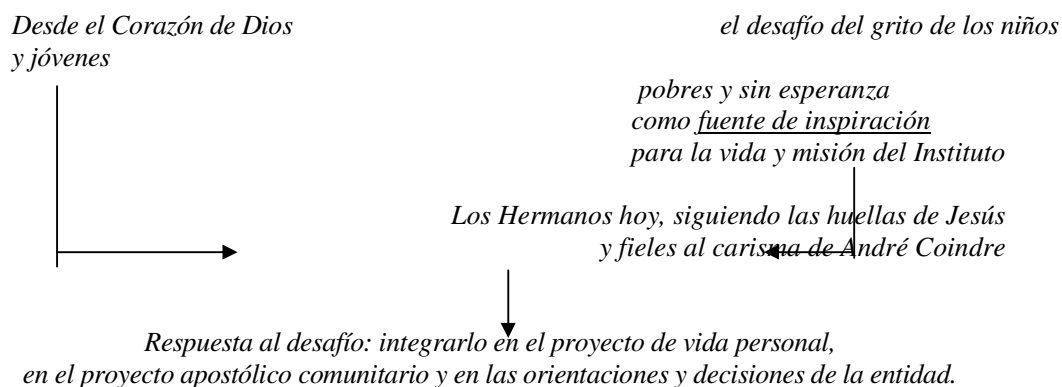 Desde el Corazón de Dios el desafío del grito de los niños
y jóvenes
pobres y sin esperanza
como fuente de inspiración
para la vida y misión del Instituto
Los Hermanos hoy, siguiendo las huellas de Jesús
y fieles al carisma de André Coindre
Respuesta al desafío: integrarlo en el proyecto de vida personal,
en el proyecto apostólico comunitario y en las orientaciones y decisiones de la entidad.